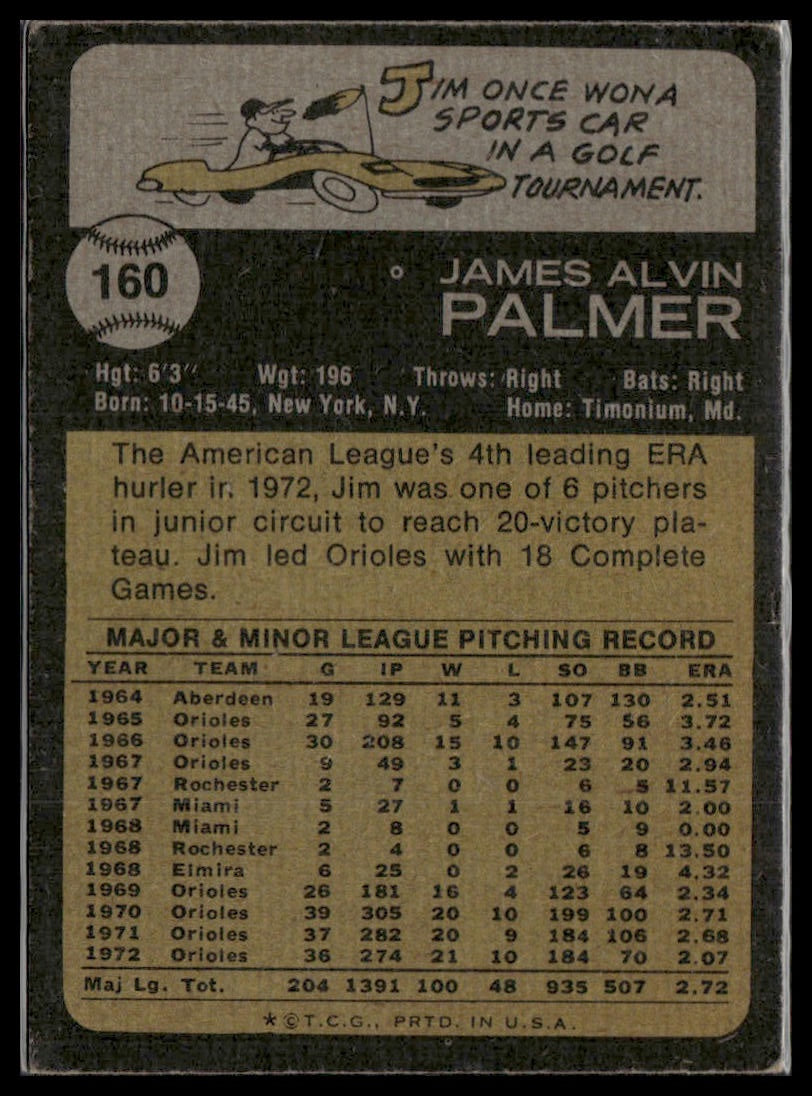 JIM ONCE WON A
SPORTS CAR
IN A GOLF
TOURNAMENT.
160
JAMES ALVIN
PALMER
Hgt: 6'3" Wgt: 196 Throws: Right Bats: Right
Born: 10-15-45, New York, N.Y. Home: Timonium, Md.
The American League's 4th leading ERA
hurler in 1972, Jim was one of 6 pitchers
in junior circuit to reach 20-victory pla-
teau. Jim led Orioles with 18 Complete
Games.
MAJOR & MINOR LEAGUE PITCHING RECORD
YEAR TEAM G IP W L SO BB ERA
1964 Aberdeen 19 129 11 3 107 130 2.51
1965 Orioles 27 92 5 4 75 56 3.72
1966 Orioles 30 208 15 10 147 91 3.46
1967 Orioles 9 49 3 1 23 20 2.94
1967 Rochester 2 7 0 0 6 5 11.57
1967 Miami 5 27 1 1 16 10 2.00
1968 Miami 2 8 0 0 5 9 0.00
1968 Rochester 2 4 0 0 6 8 13.50
1968 Elmira 6 25 0 2 26 19 4.32
1969 Orioles 26 181 16 4 123 64 2.34
1970 Orioles 39 305 20 10 199 100 2.71
1971 Orioles 37 282 20 9 184 106 2.68
1972 Orioles 36 274 21 10 184 70 2.07
Maj Lg. Tot. 204 1391 100 48 935 507 2.72
* ©T.C.G., PRTD. IN U.S.A.